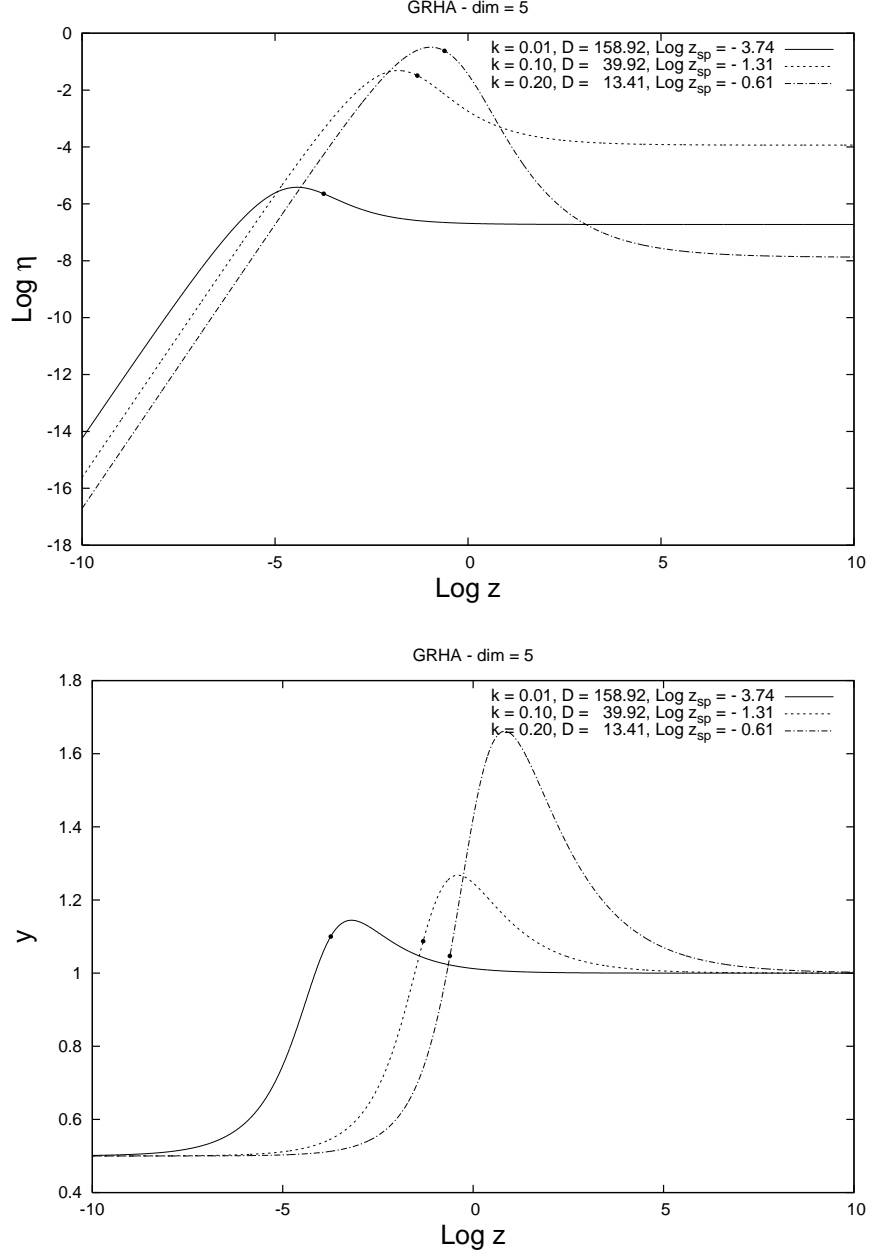 GRHA - dim = 5
k = 0.01, D = 158.92, Log z_sp = - 3.74
k = 0.10, D = 39.92, Log z_sp = - 1.31
k = 0.20, D = 13.41, Log z_sp = - 0.61
0
-2
-4
-6
-8
-10
-12
-14
-16
-18
Log η
-10 -5 0 5 10
Log z
GRHA - dim = 5
k = 0.01, D = 158.92, Log z_sp = - 3.74
k = 0.10, D = 39.92, Log z_sp = - 1.31
k = 0.20, D = 13.41, Log z_sp = - 0.61
1.8
1.6
1.4
1.2
1
0.8
0.6
0.4
y
-10 -5 0 5 10
Log z